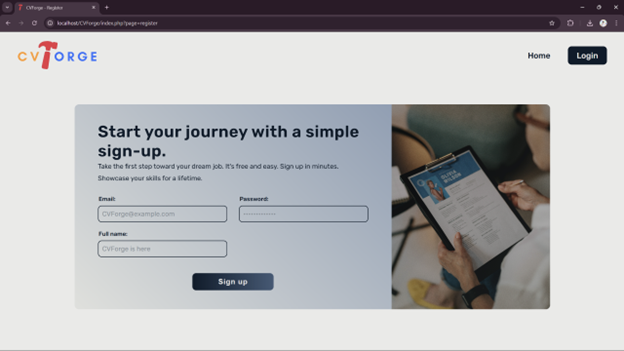 CVForge - Register
localhost/CVForge/index.php?page=register
CV FORGE
Home
Login
Start your journey with a simple
sign-up.
Take the first step toward your dream job. It's free and easy. Sign up in minutes.
Showcase your skills for a lifetime.
Email:
Password:
CVForge@example.com
------------
Full name:
CVForge is here
Sign up